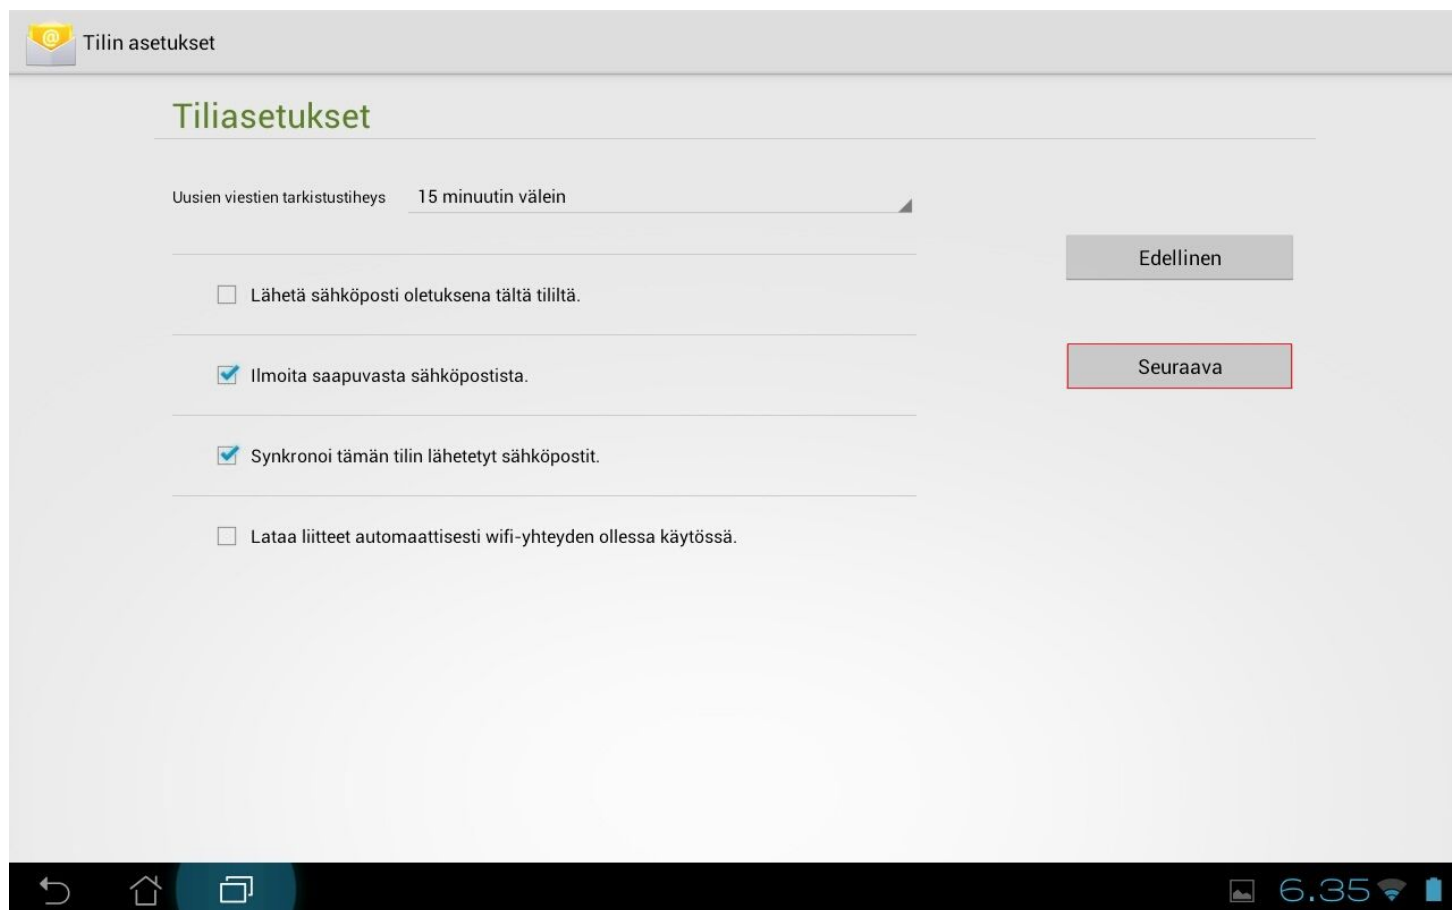 Tilin asetukset
Tiliasetukset
Uusien viestien tarkistustiheys 15 minuutin välein
Edellinen
Lähetä sähköposti oletuksena tältä tililtä.
Seuraava
Ilmoita saapuvasta sähköpostista.
Synkronoi tämän tilin lähetetyt sähköpostit.
Lataa liitteet automaattisesti wifi-yhteyden ollessa käytössä.
6.35